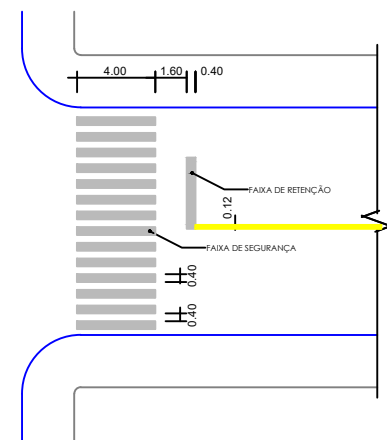 4.00 1.60 0.40
FAIXA DE RETENÇÃO
0.12
FAIXA DE SEGURANÇA
0.40
0.40